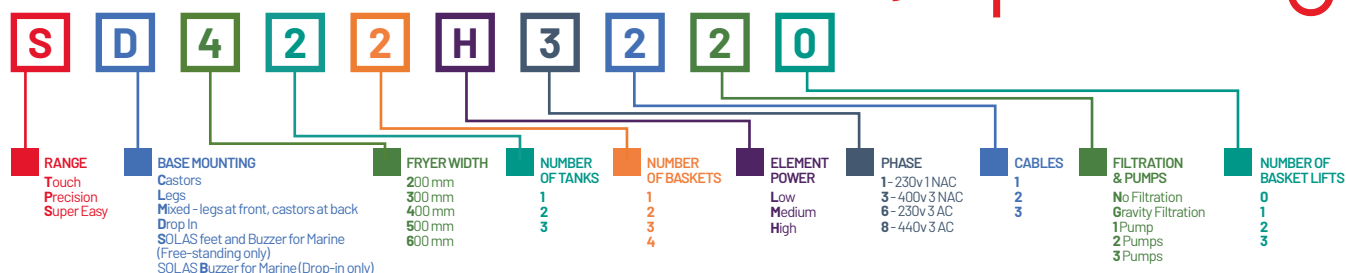 S D 4 2 2 H 3 2 2 0
RANGE
Touch
Precision
Super Easy
BASE MOUNTING
Castors
Legs
Mixed - legs at front, castors at back
Drop In
SOLAS feet and Buzzer for Marine
(Free-standing only)
SOLAS Buzzer for Marine (Drop-in only)
FRYER WIDTH
200 mm
300 mm
400 mm
500 mm
600 mm
NUMBER
OF TANKS
1
2
3
NUMBER
OF BASKETS
1
2
3
4
ELEMENT
POWER
Low
Medium
High
PHASE
1 - 230v 1 NAC
3 - 400v 3 NAC
6 - 230v 3 AC
8 - 440v 3 AC
CABLES
1
2
3
FILTRATION
& PUMPS
No Filtration
Gravity Filtration
1 Pump
2 Pumps
3 Pumps
NUMBER OF
BASKET LIFTS
0
1
2
3